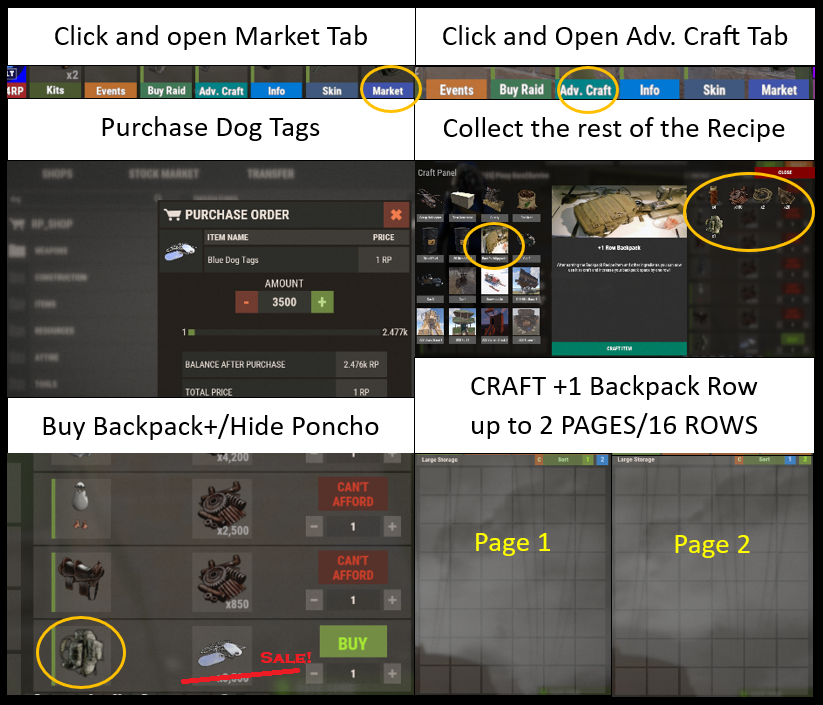 Click and open Market Tab
Click and Open Adv. Craft Tab
x2
4RP
Kits
Events
Buy Raid
Adv. Craft
Info
Skin
Market
Events
Buy Raid
Adv. Craft
Info
Skin
Market
Purchase Dog Tags
Collect the rest of the Recipe
SHOPS
STOCK MARKET
TRANSFER
RP_SHOP
WEAPONS
CONSTRUCTION
ITEMS
RESOURCES
ATTIRE
TOOLS
PURCHASE ORDER
ITEM NAME
PRICE
Blue Dog Tags
1 RP
AMOUNT
- 3500 +
1
2.477k
BALANCE AFTER PURCHASE
2.476k RP
TOTAL PRICE
1 RP
Craft Panel
CLOSE
+1 Row Backpack
CRAFT ITEM
Buy Backpack+/Hide Poncho
CRAFT +1 Backpack Row
up to 2 PAGES/16 ROWS
x4,200
- 1 +
x2,500
CAN'T
AFFORD
- 1 +
x850
CAN'T
AFFORD
- 1 +
BUY
SALE!
x3,500
- 1 +
Large Storage
C
Sort
1
2
Large Storage
C
Sort
1
2
Page 1
Page 2